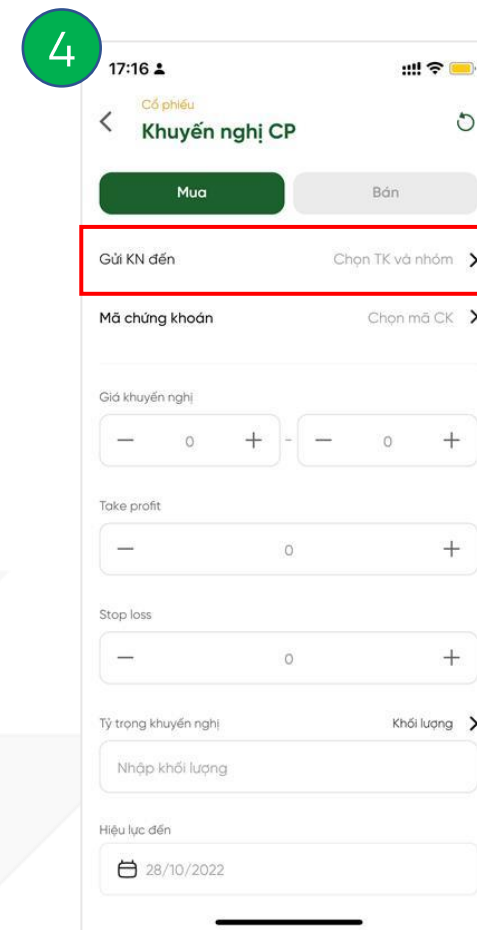 4
17:16
Cổ phiếu
Khuyến nghị CP
Mua Bán
Gửi KN đến Chọn TK và nhóm
Mã chứng khoán Chọn mã CK
Giá khuyến nghị
— 0 + - — 0 +
Take profit
— 0 +
Stop loss
— 0 +
Tỷ trọng khuyến nghị Khối lượng
Nhập khối lượng
Hiệu lực đến
28/10/2022